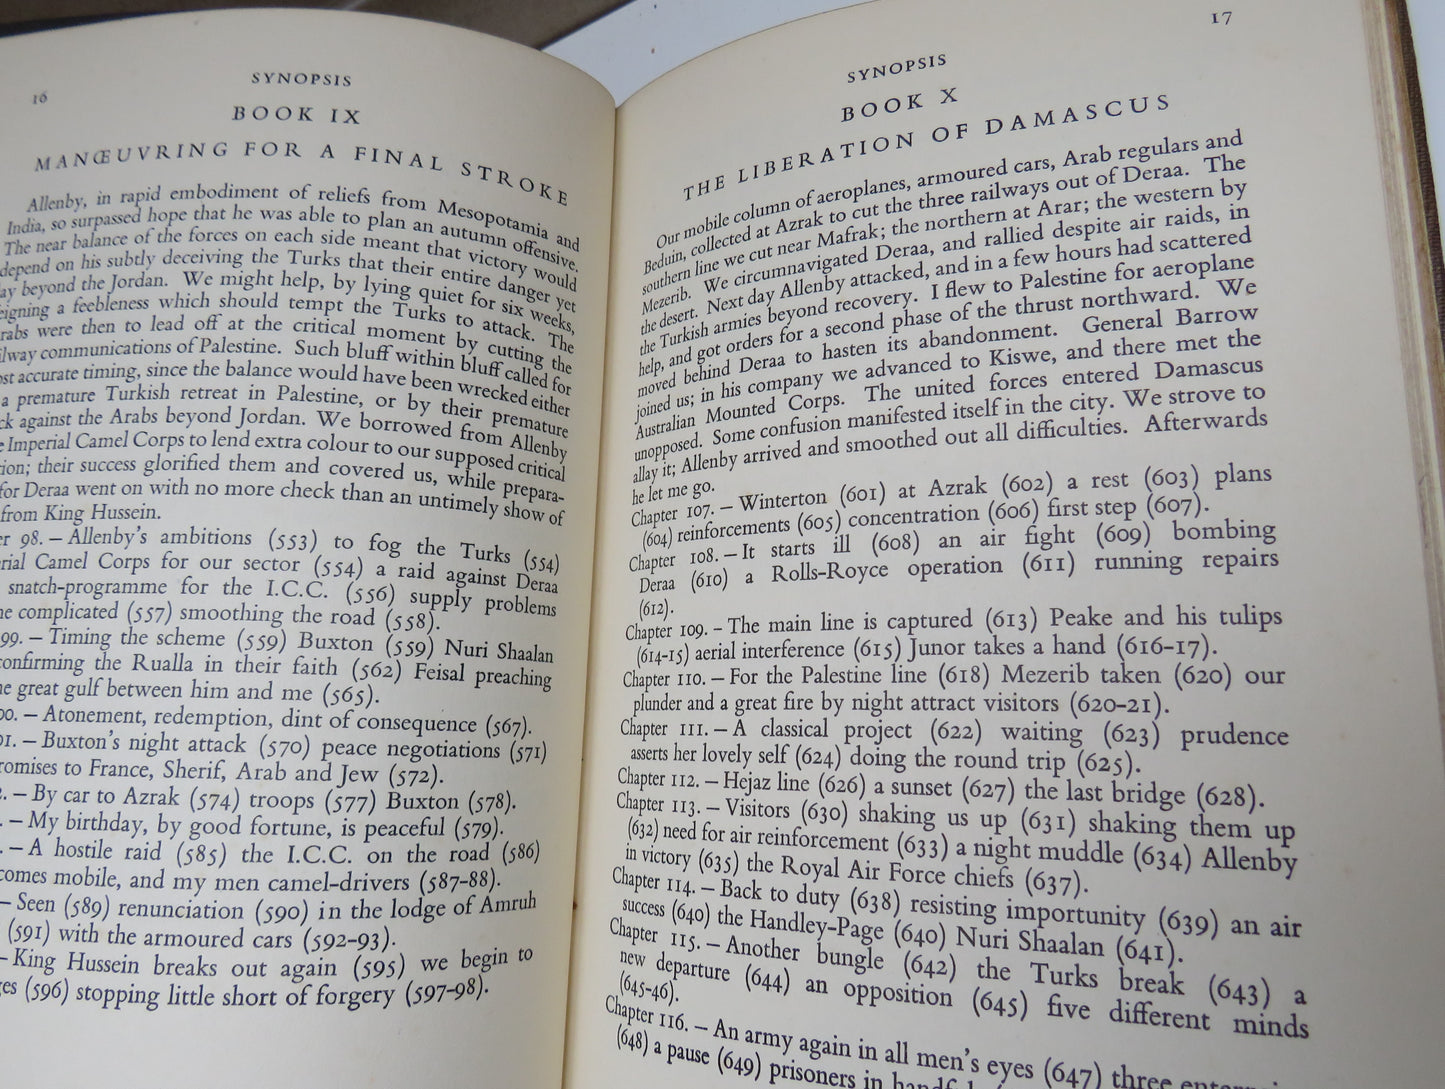 16
SYNOPSIS
BOOK IX
MANŒUVRING FOR A FINAL STROKE
Allenby, in rapid embodiment of reliefs from Mesopotamia and
India, so surpassed hope that he was able to plan an autumn offensive.
The near balance of the forces on each side meant that victory would
depend on his subtly deceiving the Turks that their entire danger yet
ay beyond the Jordan. We might help, by lying quiet for six weeks,
eigning a feebleness which should tempt the Turks to attack. The
rabs were then to lead off at the critical moment by cutting the
ilway communications of Palestine. Such bluff within bluff called for
ost accurate timing, since the balance would have been wrecked either
a premature Turkish retreat in Palestine, or by their premature
ck against the Arabs beyond Jordan. We borrowed from Allenby
e Imperial Camel Corps to lend extra colour to our supposed critical
ion; their success glorified them and covered us, while prepara-
for Deraa went on with no more check than an untimely show of
from King Hussein.
er 98. – Allenby's ambitions (553) to fog the Turks (554)
rial Camel Corps for our sector (554) a raid against Deraa
snatch-programme for the I.C.C. (556) supply problems
ne complicated (557) smoothing the road (558).
99. – Timing the scheme (559) Buxton (559) Nuri Shaalan
confirming the Rualla in their faith (562) Feisal preaching
ne great gulf between him and me (565).
00. – Atonement, redemption, dint of consequence (567).
01. – Buxton's night attack (570) peace negotiations (571)
romises to France, Sherif, Arab and Jew (572).
2. – By car to Azrak (574) troops (577) Buxton (578).
. – My birthday, by good fortune, is peaceful (579).
. – A hostile raid (585) the I.C.C. on the road (586)
comes mobile, and my men camel-drivers (587–88).
– Seen (589) renunciation (590) in the lodge of Amruh
(591) with the armoured cars (592–93).
– King Hussein breaks out again (595) we begin to
ges (596) stopping little short of forgery (597–98).
17
SYNOPSIS
BOOK X
THE LIBERATION OF DAMASCUS
Our mobile column of aeroplanes, armoured cars, Arab regulars and
Beduin, collected at Azrak to cut the three railways out of Deraa. The
southern line we cut near Mafrak; the northern at Arar; the western by
Mezerib. We circumnavigated Deraa, and rallied despite air raids, in
the desert. Next day Allenby attacked, and in a few hours had scattered
the Turkish armies beyond recovery. I flew to Palestine for aeroplane
help, and got orders for a second phase of the thrust northward. We
moved behind Deraa to hasten its abandonment. General Barrow
joined us; in his company we advanced to Kiswe, and there met the
Australian Mounted Corps. The united forces entered Damascus
unopposed. Some confusion manifested itself in the city. We strove to
allay it; Allenby arrived and smoothed out all difficulties. Afterwards
he let me go.
Chapter 107. – Winterton (601) at Azrak (602) a rest (603) plans
(604) reinforcements (605) concentration (606) first step (607).
Chapter 108. – It starts ill (608) an air fight (609) bombing
Deraa (610) a Rolls-Royce operation (611) running repairs
(612).
Chapter 109. – The main line is captured (613) Peake and his tulips
(614–15) aerial interference (615) Junor takes a hand (616–17).
Chapter 110. – For the Palestine line (618) Mezerib taken (620) our
plunder and a great fire by night attract visitors (620–21).
Chapter 111. – A classical project (622) waiting (623) prudence
asserts her lovely self (624) doing the round trip (625).
Chapter 112. – Hejaz line (626) a sunset (627) the last bridge (628).
Chapter 113. – Visitors (630) shaking us up (631) shaking them up
(632) need for air reinforcement (633) a night muddle (634) Allenby
in victory (635) the Royal Air Force chiefs (637).
Chapter 114. – Back to duty (638) resisting importunity (639) an air
success (640) the Handley-Page (640) Nuri Shaalan (641).
Chapter 115. – Another bungle (642) the Turks break (643) a
new departure (644) an opposition (645) five different minds
(645–46).
Chapter 116. – An army again in all men's eyes (647) three
(648) a pause (649) prisoners in